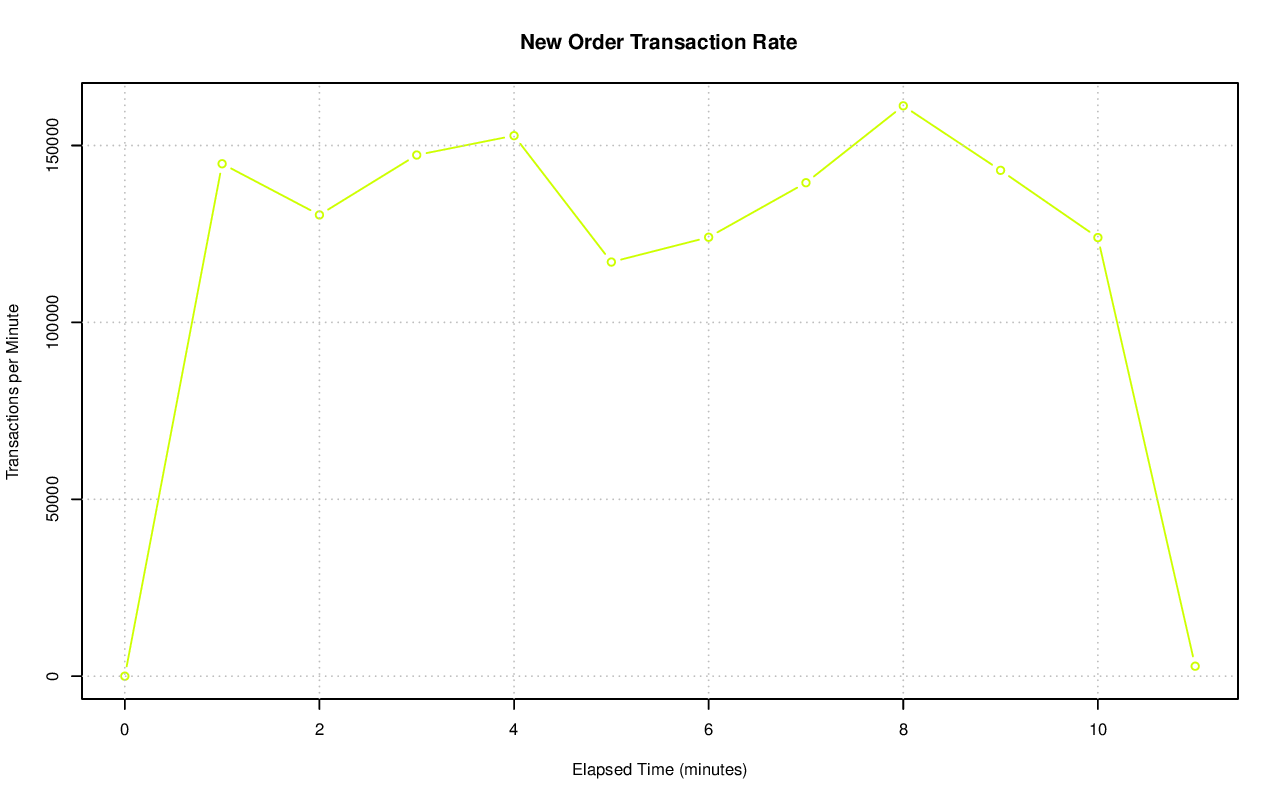 New Order Transaction Rate
Transactions per Minute
150000
100000
50000
0
0 2 4 6 8 10
Elapsed Time (minutes)